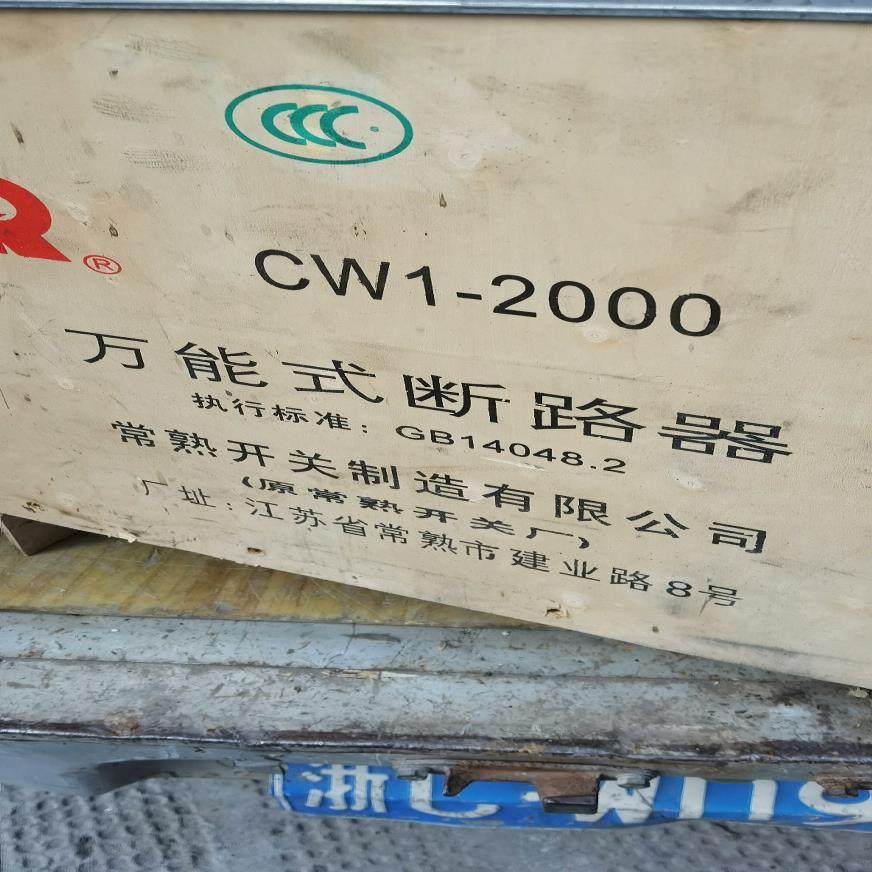 CCC
R®
CW1-2000
万能式断路器
执行标准：GB14048.2
常熟开关制造有限公司
(原常熟开关厂)
厂址：江苏省常熟市建业路8号
浙